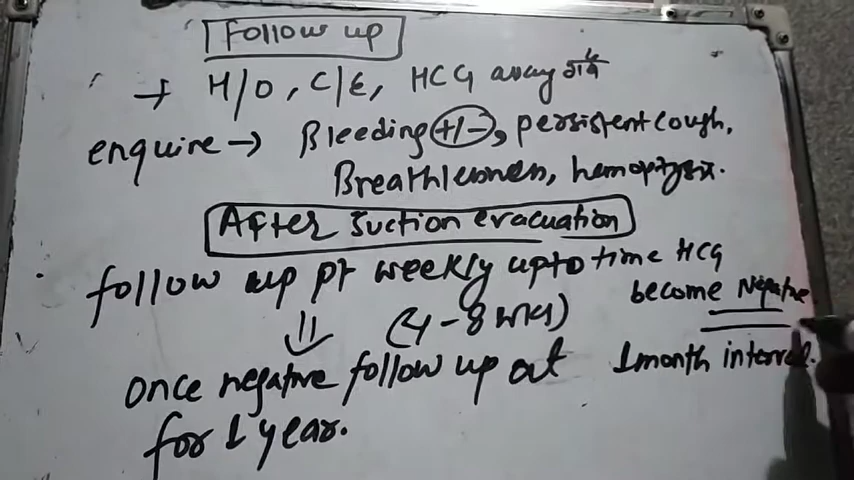 Follow up
→ H/O, C/E, HCG assay
enquire → Bleeding +/-, persistent cough,
Breathlessness, hemoptysis.
After Suction evacuation
follow up pt weekly upto time HCG
become Negative
(4-8 wks)
once negative follow up at 1 month interval.
for 1 year.